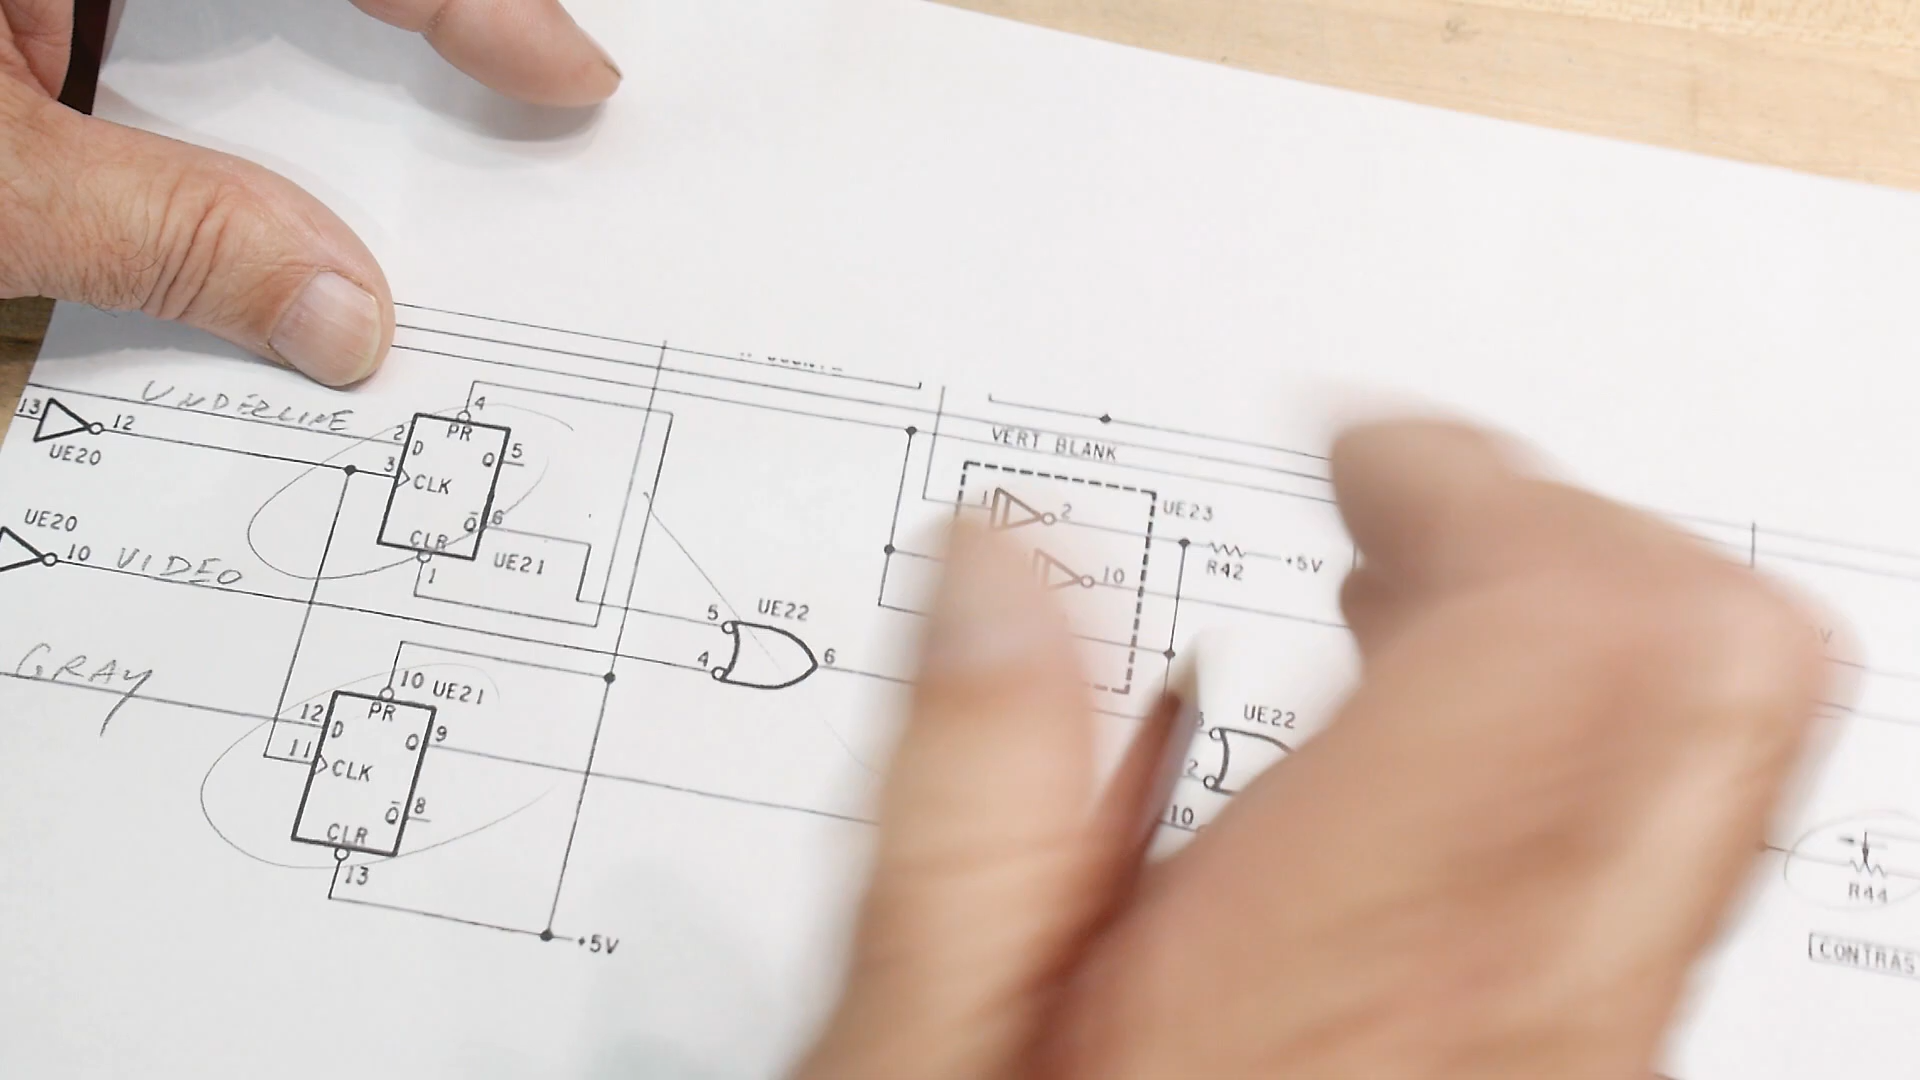 13
12
UE20
UNDERLINE
2
D
3
CLK
PR
4
Q
5
Q̄
6
CLR
1
UE21
UE20
10
VIDEO
GRAY
10
UE21
12
D
11
CLK
PR
Q
9
Q̄
8
CLR
13
+5V
5
4
UE22
6
VERT BLANK
1
2
UE23
10
R42
+5V
UE22
2
10
R44
CONTRAS